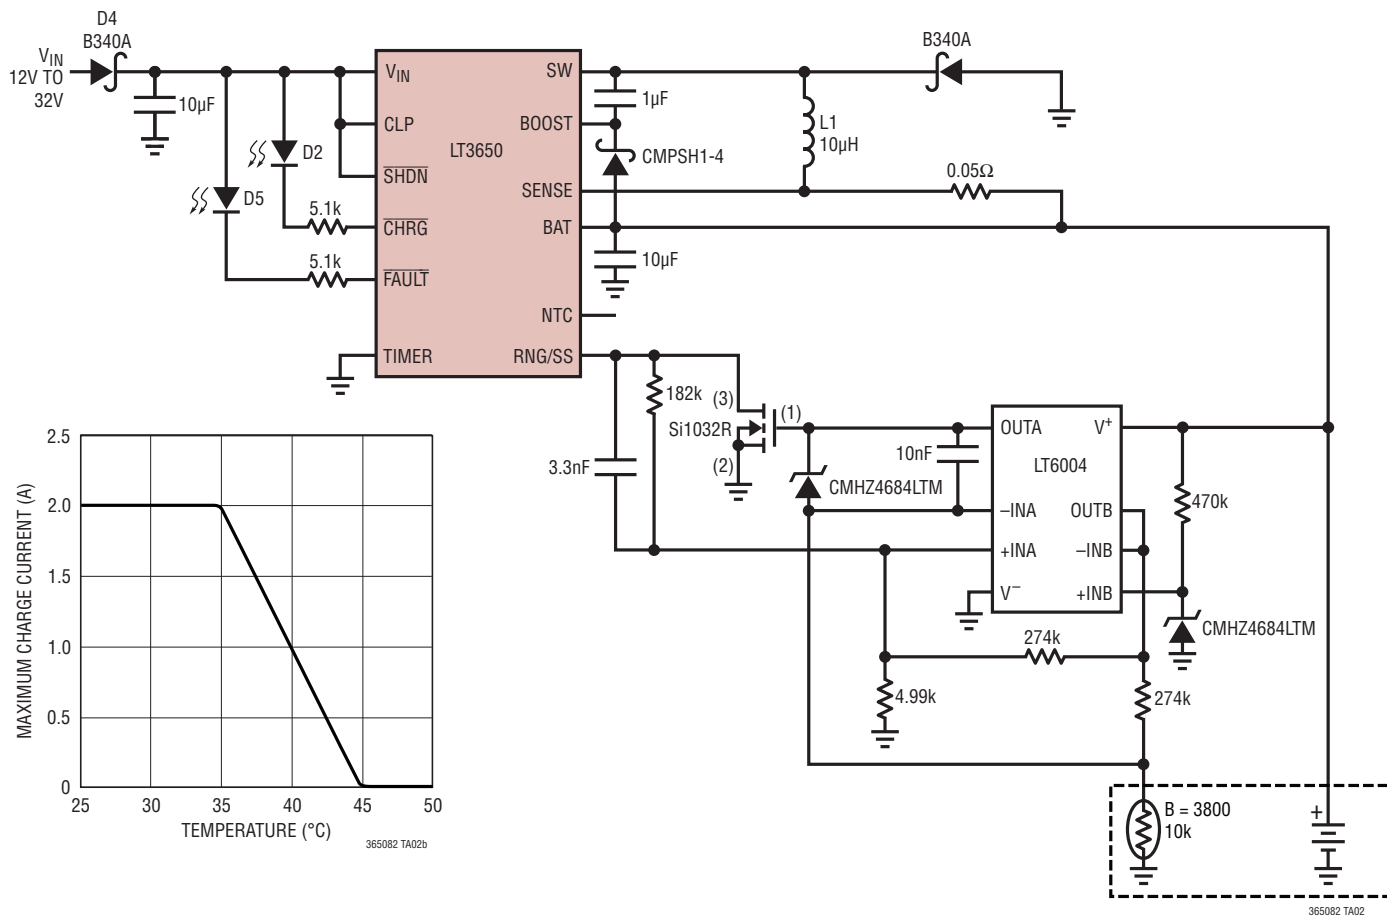 D4
B340A
VIN
12V TO
32V
10µF
D2
D5
5.1k
5.1k
VIN
CLP
SHDN
CHRG
FAULT
TIMER
LT3650
SW
BOOST
SENSE
BAT
NTC
RNG/SS
1µF
CMPSH1-4
10µF
L1
10µH
B340A
0.05Ω
182k
3.3nF
(3)
(1)
Si1032R
(2)
CMHZ4684LTM
10nF
OUTA
V+
LT6004
–INA
OUTB
+INA
–INB
V–
+INB
470k
CMHZ4684LTM
274k
4.99k
274k
B = 3800
10k
+
365082 TA02
MAXIMUM CHARGE CURRENT (A)
2.5
2.0
1.5
1.0
0.5
0
25 30 35 40 45 50
TEMPERATURE (°C)
365082 TA02b